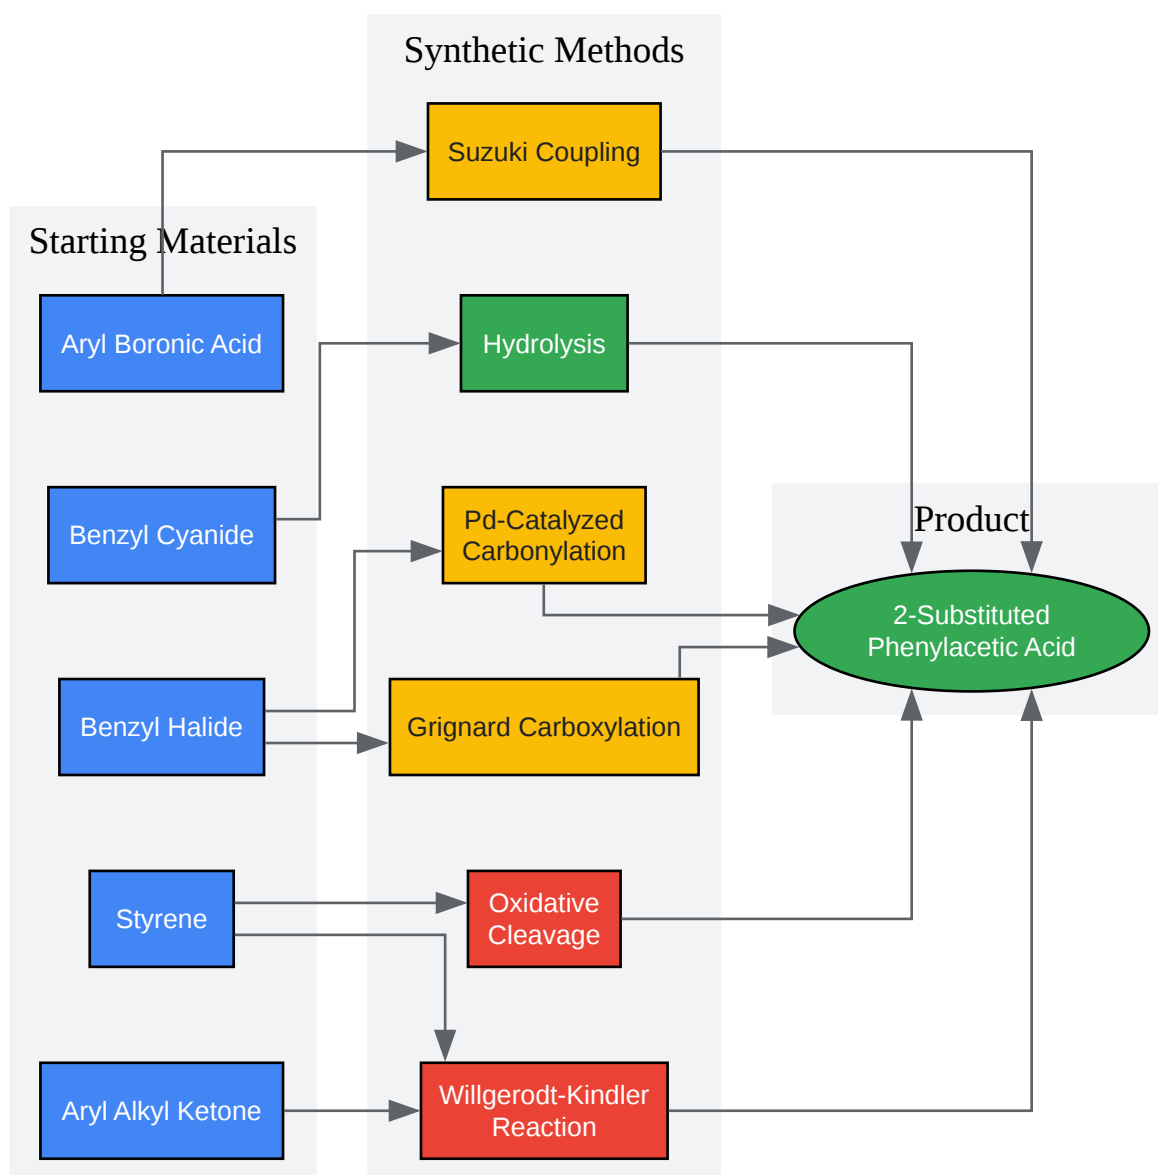 Synthetic Methods
Suzuki Coupling
Starting Materials
Aryl Boronic Acid
Hydrolysis
Benzyl Cyanide
Pd-Catalyzed
Carbonylation
Product
2-Substituted
Phenylacetic Acid
Benzyl Halide
Grignard Carboxylation
Styrene
Oxidative
Cleavage
Aryl Alkyl Ketone
Willgerodt-Kindler
Reaction